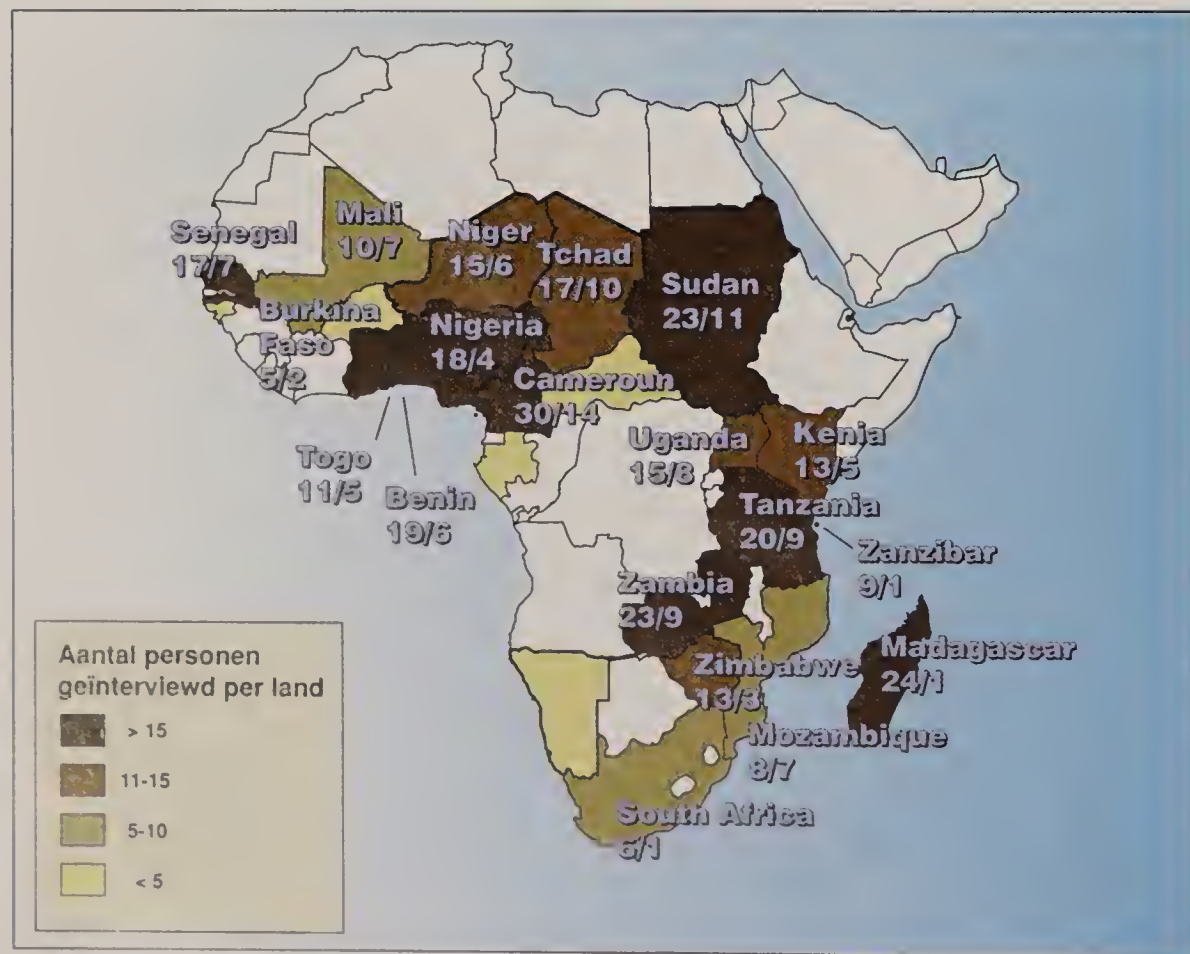 Senegal
17/7
Mali
10/7
Niger
15/6
Tchad
17/10
Sudan
23/11
Burkina
Faso
5/2
Nigeria
18/4
Cameroun
30/14
Togo
11/5
Benin
19/6
Uganda
15/8
Kenia
13/5
Tanzania
20/9
Zanzibar
9/1
Zambia
23/9
Zimbabwe
13/3
Madagascar
24/1
Mozambique
8/7
South Africa
6/1
Aantal personen
geïnterviewd per land
> 15
11-15
5-10
< 5